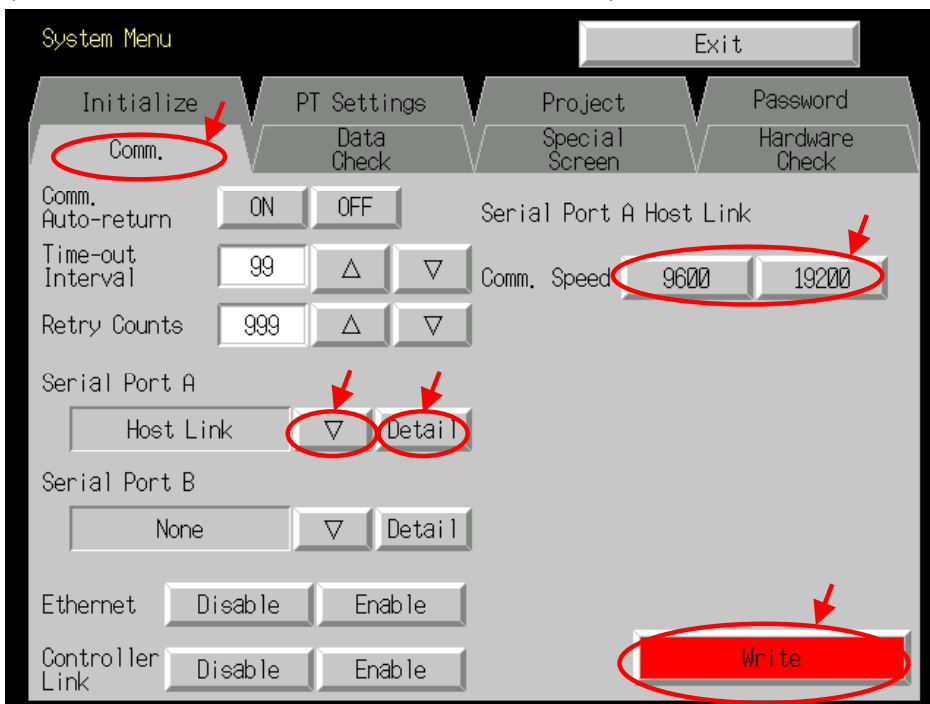 System Menu
Exit
Initialize
PT Settings
Project
Password
Comm.
Data
Check
Special
Screen
Hardware
Check
Comm.
Auto-return
ON
OFF
Serial Port A Host Link
Time-out
Interval
99
△
▽
Comm. Speed
9600
19200
Retry Counts
999
△
▽
Serial Port A
Host Link
▽
Detail
Serial Port B
None
▽
Detail
Ethernet
Disable
Enable
Controller
Link
Disable
Enable
Write